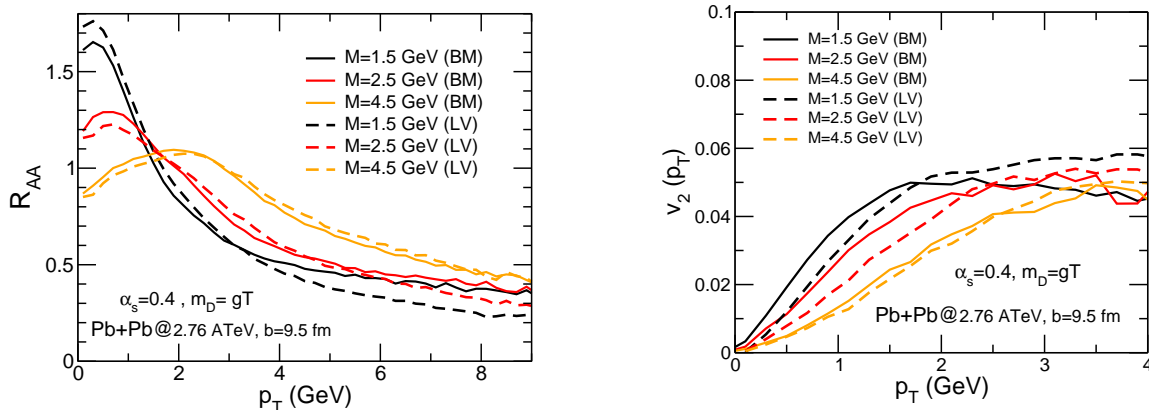 R_AA
1.5
1
0.5
0
M=1.5 GeV (BM)
M=2.5 GeV (BM)
M=4.5 GeV (BM)
M=1.5 GeV (LV)
M=2.5 GeV (LV)
M=4.5 GeV (LV)
α_s=0.4 , m_D= gT
Pb+Pb@2.76 ATeV, b=9.5 fm
0 2 4 6 8
p_T (GeV)
v_2 (p_T)
0.1
0.08
0.06
0.04
0.02
0
M=1.5 GeV (BM)
M=2.5 GeV (BM)
M=4.5 GeV (BM)
M=1.5 GeV (LV)
M=2.5 GeV (LV)
M=4.5 GeV (LV)
α_s=0.4, m_D= gT
Pb+Pb@2.76 ATeV, b=9.5 fm
0 1 2 3 4
p_T (GeV)